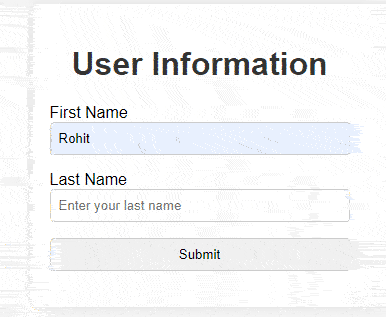 User Information
First Name
Rohit
Last Name
Enter your last name
Submit